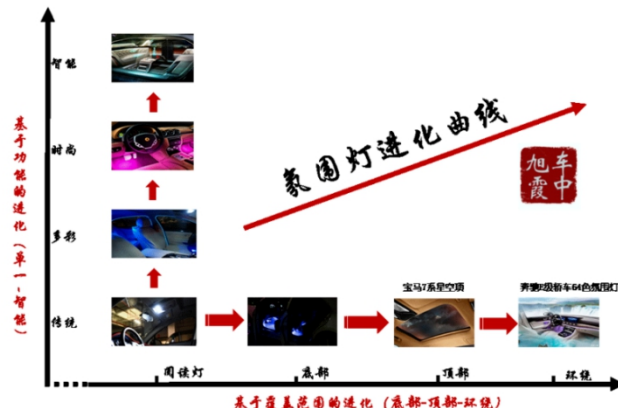 智能
时尚
多彩
传统
基于功能的进化（单一-智能）
氛围灯进化曲线
车中
旭霞
宝马7系星空顶
奔驰E级轿车64色氛围灯
阅读灯
底部
顶部
环绕
基于覆盖范围的进化（底部-顶部-环绕）